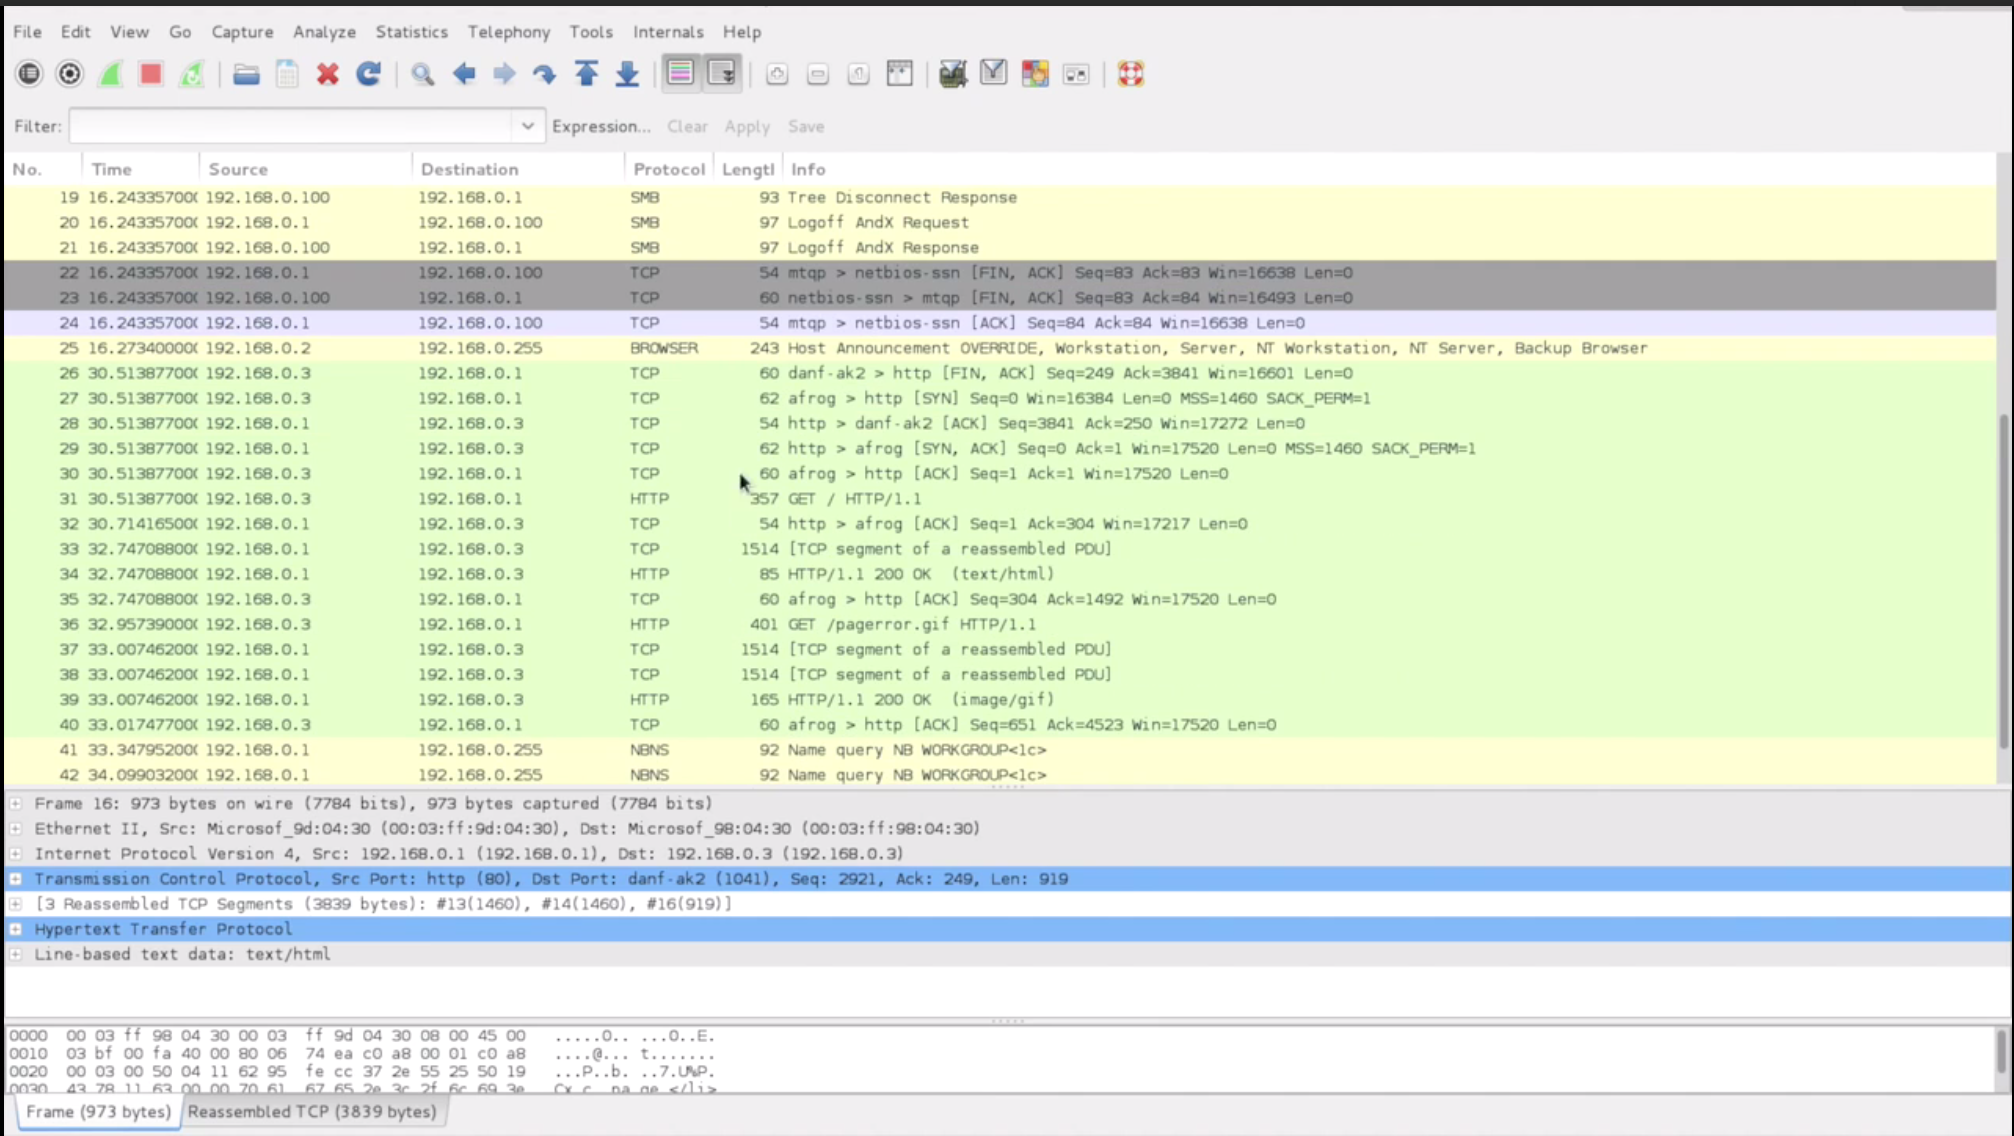 File Edit View Go Capture Analyze Statistics Telephony Tools Internals Help
Filter: Expression... Clear Apply Save
No. Time Source Destination Protocol Lengtl Info
19 16.243357000 192.168.0.100 192.168.0.1 SMB 93 Tree Disconnect Response
20 16.243357000 192.168.0.1 192.168.0.100 SMB 97 Logoff AndX Request
21 16.243357000 192.168.0.100 192.168.0.1 SMB 97 Logoff AndX Response
22 16.243357000 192.168.0.1 192.168.0.100 TCP 54 mtqp > netbios-ssn [FIN, ACK] Seq=83 Ack=83 Win=16638 Len=0
23 16.243357000 192.168.0.100 192.168.0.1 TCP 60 netbios-ssn > mtqp [FIN, ACK] Seq=83 Ack=84 Win=16493 Len=0
24 16.243357000 192.168.0.1 192.168.0.100 TCP 54 mtqp > netbios-ssn [ACK] Seq=84 Ack=84 Win=16638 Len=0
25 16.273400000 192.168.0.2 192.168.0.255 BROWSER 243 Host Announcement OVERRIDE, Workstation, Server, NT Workstation, NT Server, Backup Browser
26 30.513877000 192.168.0.3 192.168.0.1 TCP 60 danf-ak2 > http [FIN, ACK] Seq=249 Ack=3841 Win=16601 Len=0
27 30.513877000 192.168.0.3 192.168.0.1 TCP 62 afrog > http [SYN] Seq=0 Win=16384 Len=0 MSS=1460 SACK_PERM=1
28 30.513877000 192.168.0.1 192.168.0.3 TCP 54 http > danf-ak2 [ACK] Seq=3841 Ack=250 Win=17272 Len=0
29 30.513877000 192.168.0.1 192.168.0.3 TCP 62 http > afrog [SYN, ACK] Seq=0 Ack=1 Win=17520 Len=0 MSS=1460 SACK_PERM=1
30 30.513877000 192.168.0.3 192.168.0.1 TCP 60 afrog > http [ACK] Seq=1 Ack=1 Win=17520 Len=0
31 30.513877000 192.168.0.3 192.168.0.1 HTTP 357 GET / HTTP/1.1
32 30.714165000 192.168.0.1 192.168.0.3 TCP 54 http > afrog [ACK] Seq=1 Ack=304 Win=17217 Len=0
33 32.747088000 192.168.0.1 192.168.0.3 TCP 1514 [TCP segment of a reassembled PDU]
34 32.747088000 192.168.0.1 192.168.0.3 HTTP 85 HTTP/1.1 200 OK (text/html)
35 32.747088000 192.168.0.3 192.168.0.1 TCP 60 afrog > http [ACK] Seq=304 Ack=1492 Win=17520 Len=0
36 32.957390000 192.168.0.3 192.168.0.1 HTTP 401 GET /pagerror.gif HTTP/1.1
37 33.007462000 192.168.0.1 192.168.0.3 TCP 1514 [TCP segment of a reassembled PDU]
38 33.007462000 192.168.0.1 192.168.0.3 TCP 1514 [TCP segment of a reassembled PDU]
39 33.007462000 192.168.0.1 192.168.0.3 HTTP 165 HTTP/1.1 200 OK (image/gif)
40 33.017477000 192.168.0.3 192.168.0.1 TCP 60 afrog > http [ACK] Seq=651 Ack=4523 Win=17520 Len=0
41 33.347952000 192.168.0.1 192.168.0.255 NBNS 92 Name query NB WORKGROUP<1c>
42 34.099032000 192.168.0.1 192.168.0.255 NBNS 92 Name query NB WORKGROUP<1c>
Frame 16: 973 bytes on wire (7784 bits), 973 bytes captured (7784 bits)
Ethernet II, Src: Microsof_9d:04:30 (00:03:ff:9d:04:30), Dst: Microsof_98:04:30 (00:03:ff:98:04:30)
Internet Protocol Version 4, Src: 192.168.0.1 (192.168.0.1), Dst: 192.168.0.3 (192.168.0.3)
Transmission Control Protocol, Src Port: http (80), Dst Port: danf-ak2 (1041), Seq: 2921, Ack: 249, Len: 919
[3 Reassembled TCP Segments (3839 bytes): #13(1460), #14(1460), #16(919)]
Hypertext Transfer Protocol
Line-based text data: text/html
0000 00 03 ff 98 04 30 00 03 ff 9d 04 30 08 00 45 00 .....0.. ...0..E.
0010 03 bf 00 fa 40 00 80 06 74 ea c0 a8 00 01 c0 a8 ....@... t.......
0020 00 03 00 50 04 11 62 95 fe cc 37 2e 55 25 50 19 ...P..b. ..7.U%P.
0030 43 78 11 63 00 00 70 61 67 65 2e 3c 2f 6c 69 3e Cx.c..pa ge.</li>
Frame (973 bytes) Reassembled TCP (3839 bytes)